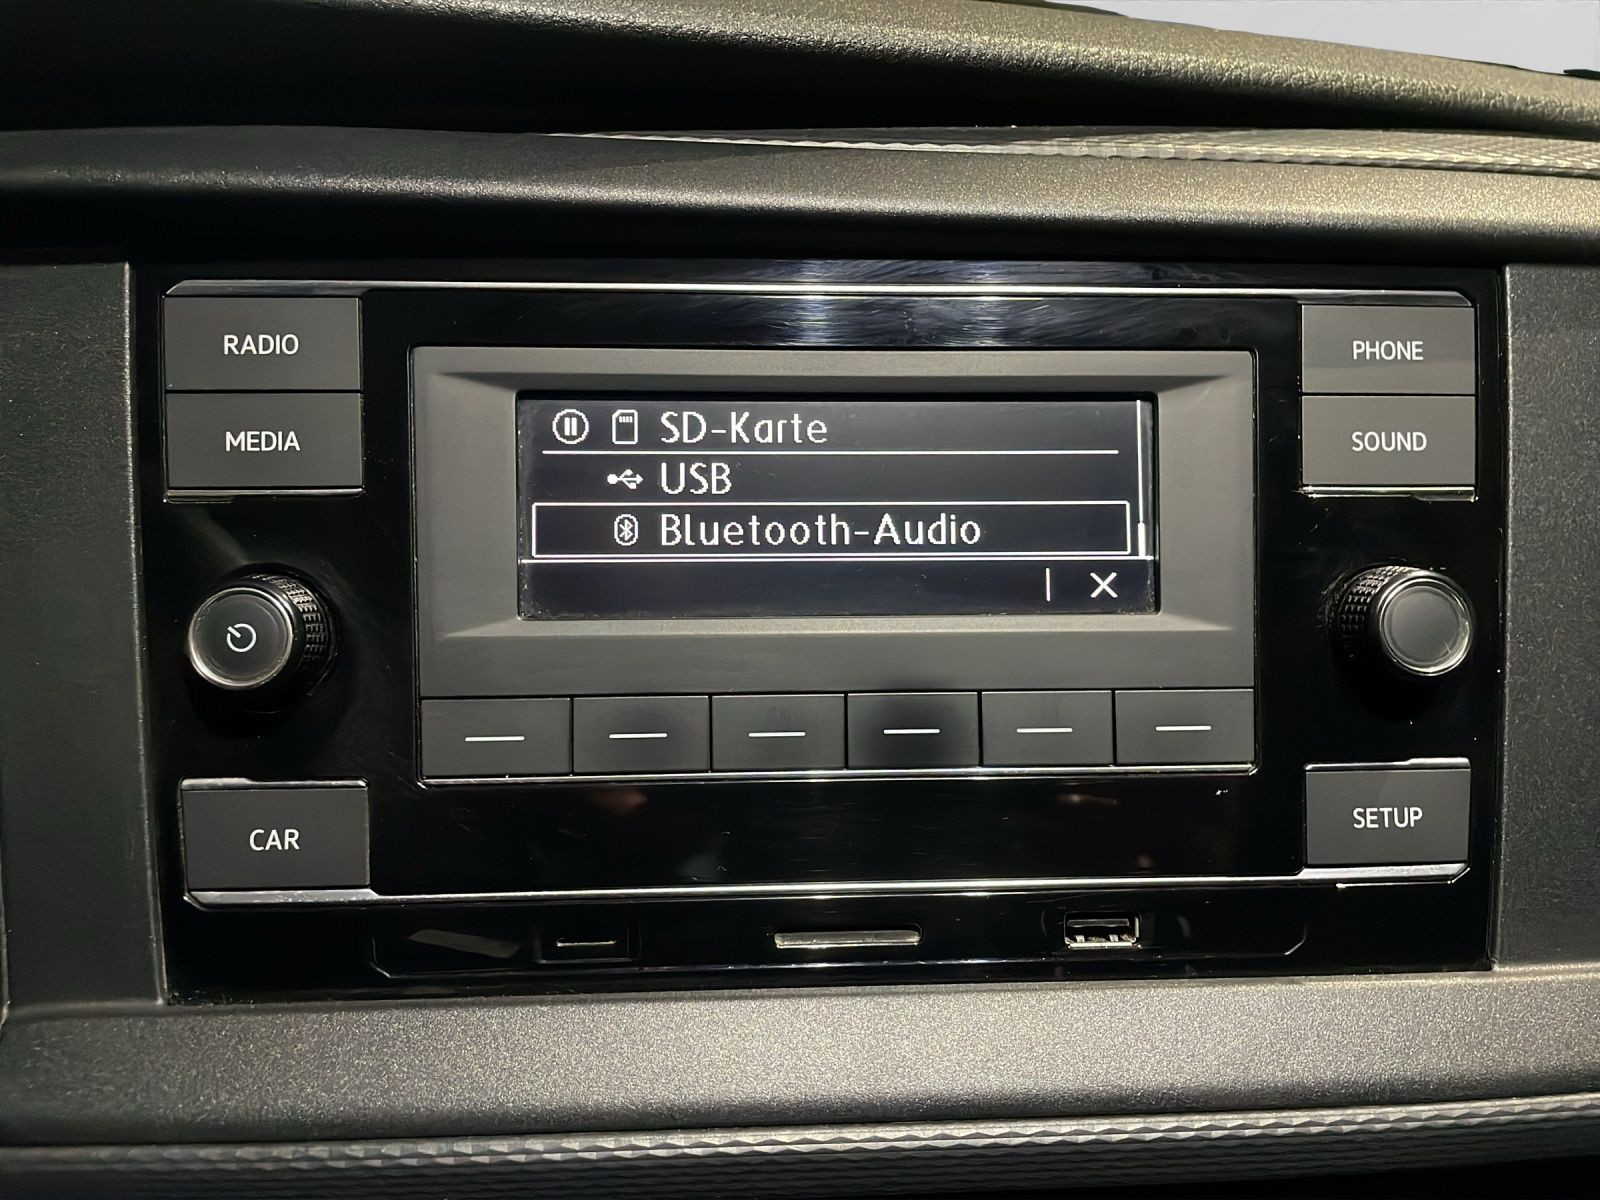 RADIO
MEDIA
SD-Karte
USB
Bluetooth-Audio
PHONE
SOUND
CAR
SETUP